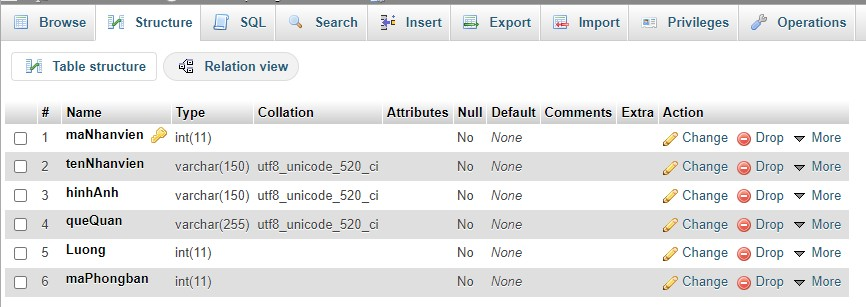 Browse Structure SQL Search Insert Export Import Privileges Operations
Table structure Relation view
# Name Type Collation Attributes Null Default Comments Extra Action
1 maNhanvien int(11) No None Change Drop More
2 tenNhanvien varchar(150) utf8_unicode_520_ci No None Change Drop More
3 hinhAnh varchar(150) utf8_unicode_520_ci No None Change Drop More
4 queQuan varchar(255) utf8_unicode_520_ci No None Change Drop More
5 Luong int(11) No None Change Drop More
6 maPhongban int(11) No None Change Drop More